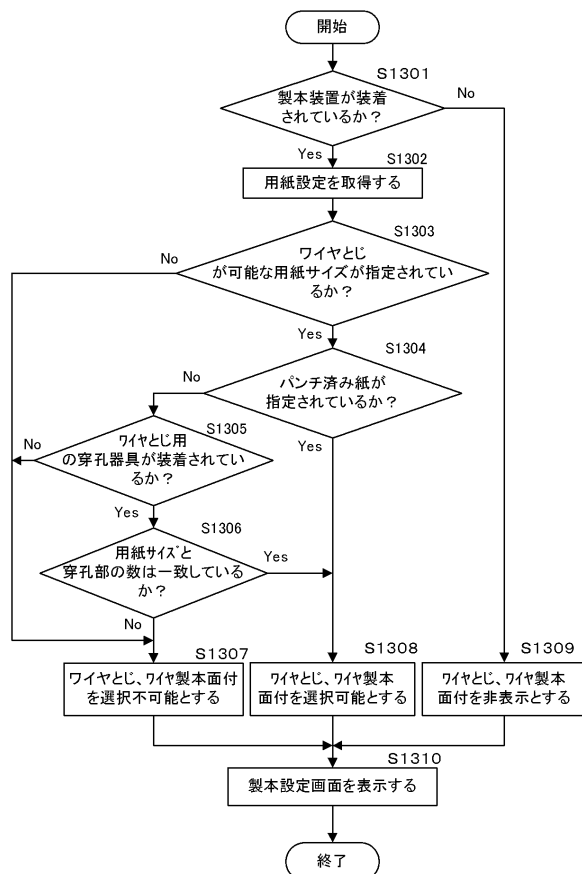 開始
S1301
製本装置が装着
されているか？
No
Yes
S1302
用紙設定を取得する
S1303
ワイヤとじ
が可能な用紙サイズが指定されてい
るか？
No
Yes
S1304
パンチ済み紙が
指定されているか？
No
Yes
S1305
ワイヤとじ用
の穿孔器具が装着されてい
るか？
No
Yes
S1306
用紙サイズと
穿孔部の数は一致している
か？
Yes
No
S1307
ワイヤとじ、ワイヤ製本面付
を選択不可能とする
S1308
ワイヤとじ、ワイヤ製本
面付を選択可能とする
S1309
ワイヤとじ、ワイヤ製本
面付を非表示とする
S1310
製本設定画面を表示する
終了